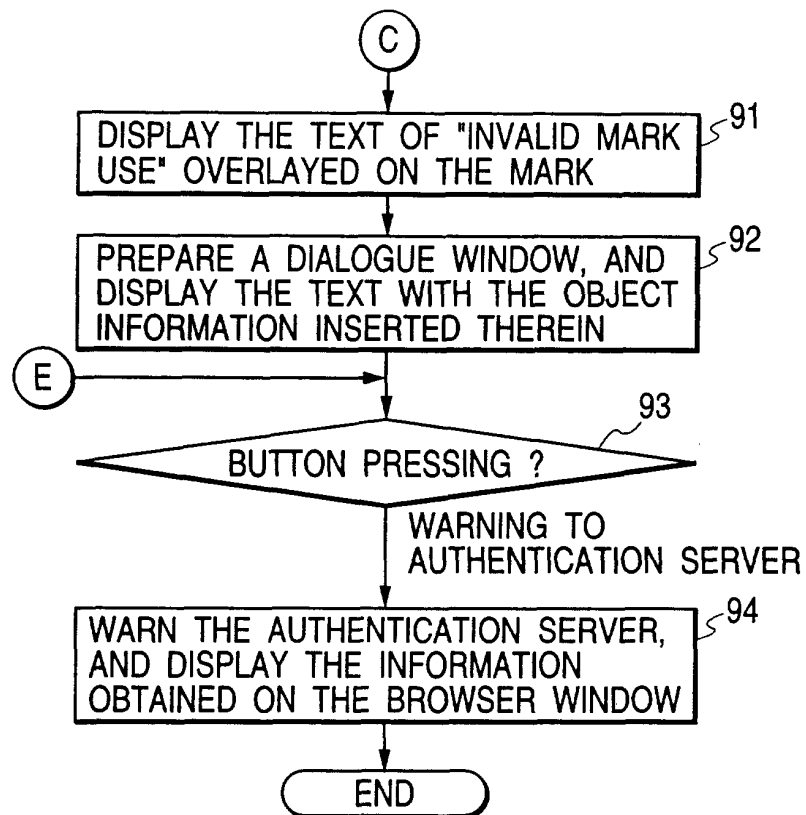 C
91
DISPLAY THE TEXT OF "INVALID MARK
USE" OVERLAYED ON THE MARK
92
PREPARE A DIALOGUE WINDOW, AND
DISPLAY THE TEXT WITH THE OBJECT
INFORMATION INSERTED THEREIN
E
93
BUTTON PRESSING ?
WARNING TO
AUTHENTICATION SERVER
94
WARN THE AUTHENTICATION SERVER,
AND DISPLAY THE INFORMATION
OBTAINED ON THE BROWSER WINDOW
END